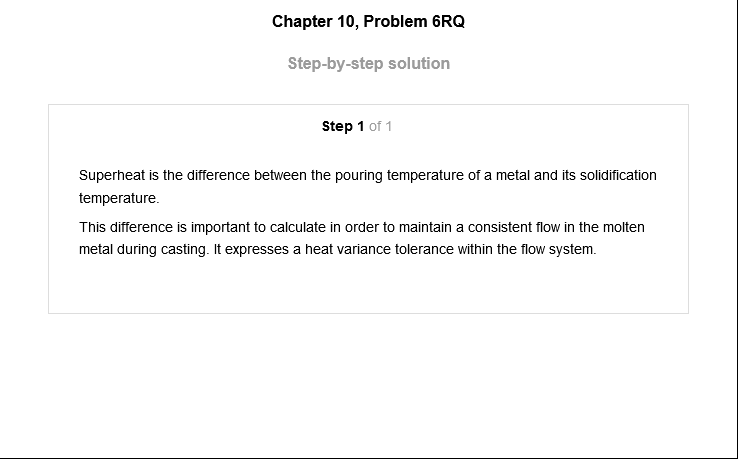 Chapter 10, Problem 6RQ
Step-by-step solution
Step 1 of 1
Superheat is the difference between the pouring temperature of a metal and its solidification
temperature.
This difference is important to calculate in order to maintain a consistent flow in the molten
metal during casting. It expresses a heat variance tolerance within the flow system.